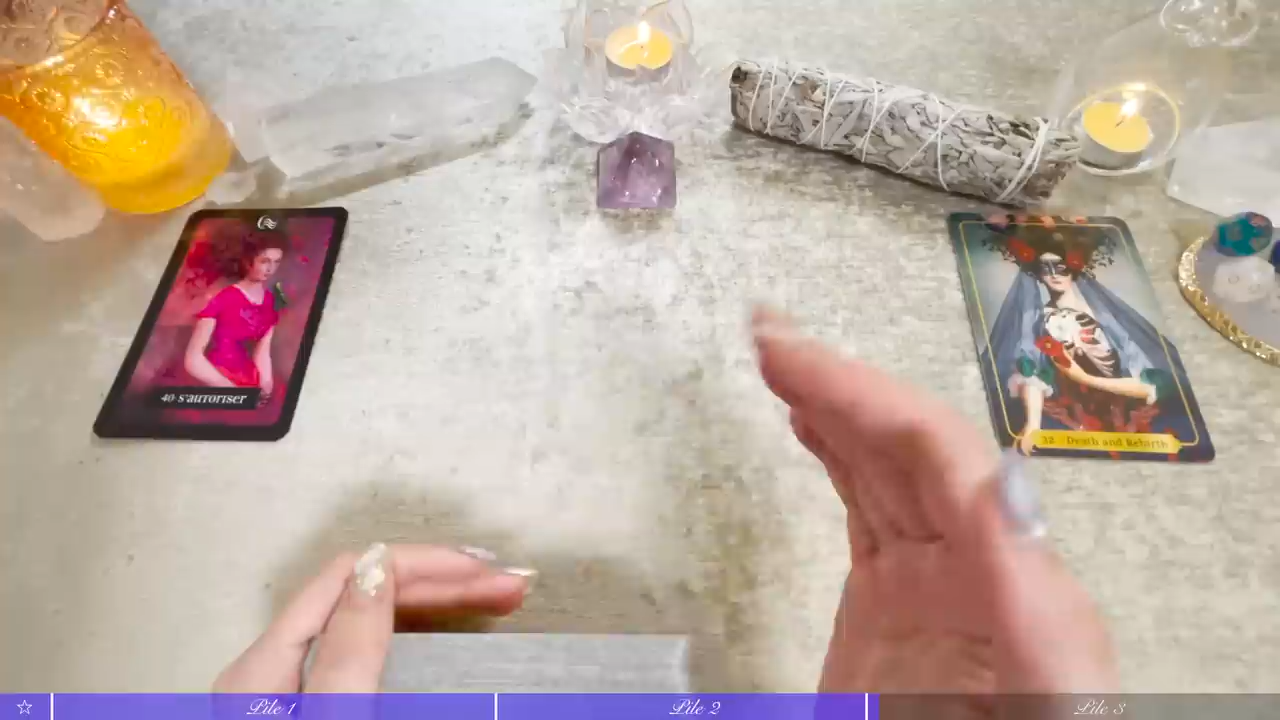 40 s'autoriser
32 Death and Rebirth
☆ Pile 1 Pile 2 Pile 3